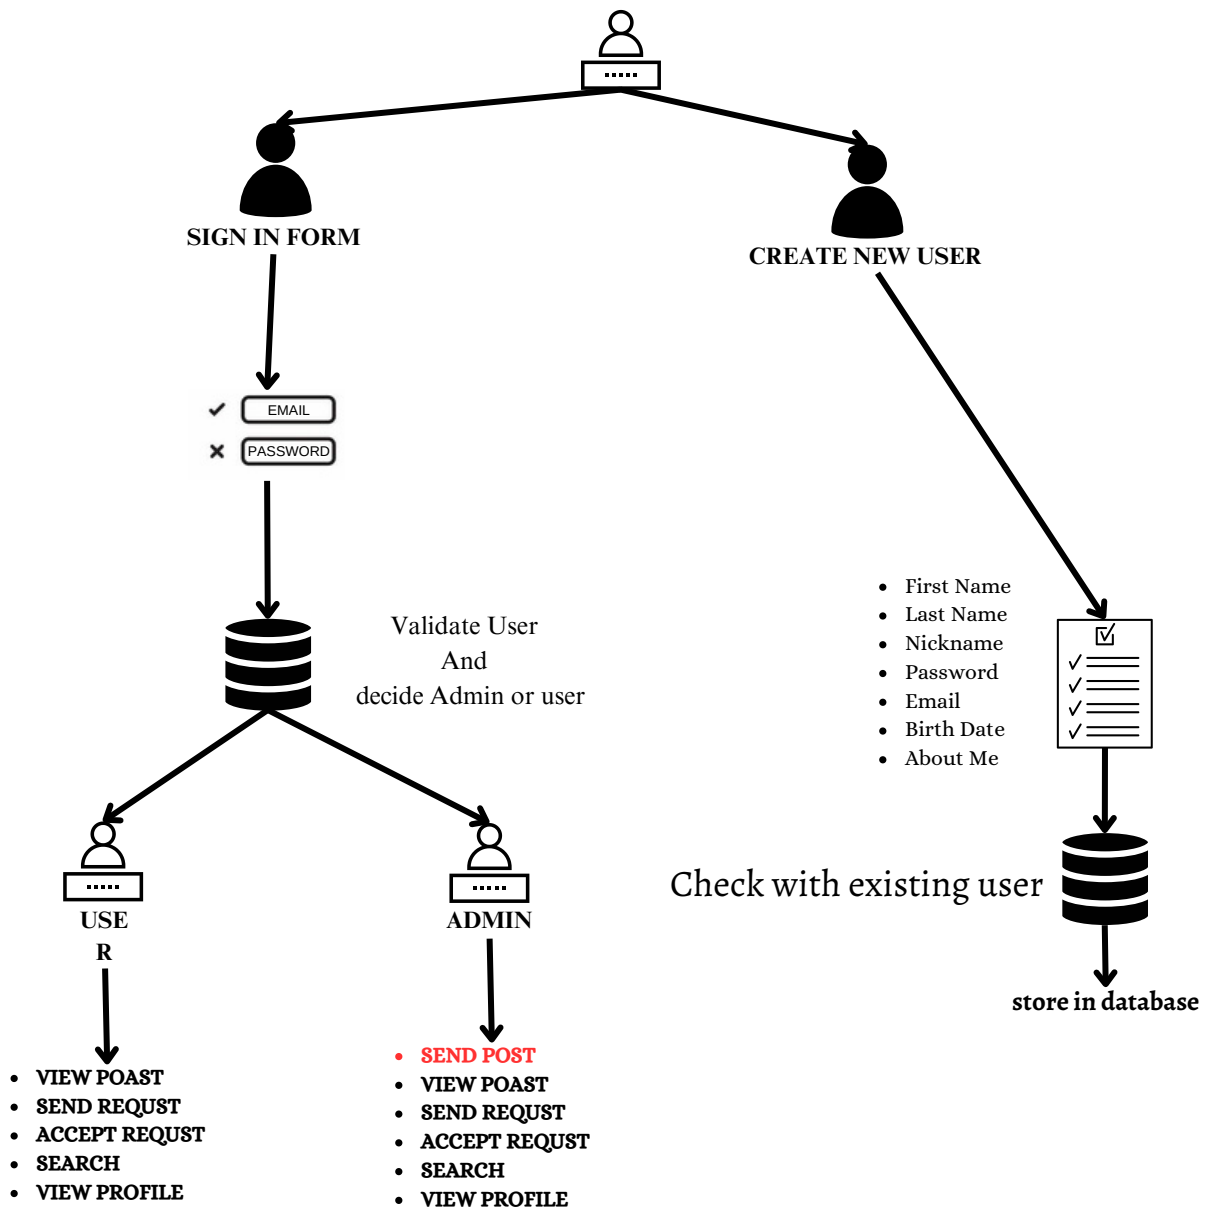 SIGN IN FORM
CREATE NEW USER
EMAIL
PASSWORD
Validate User
And
decide Admin or user
First Name
Last Name
Nickname
Password
Email
Birth Date
About Me
Check with existing user
store in database
USE
R
ADMIN
VIEW POAST
SEND REQUST
ACCEPT REQUST
SEARCH
VIEW PROFILE
SEND POST
VIEW POAST
SEND REQUST
ACCEPT REQUST
SEARCH
VIEW PROFILE